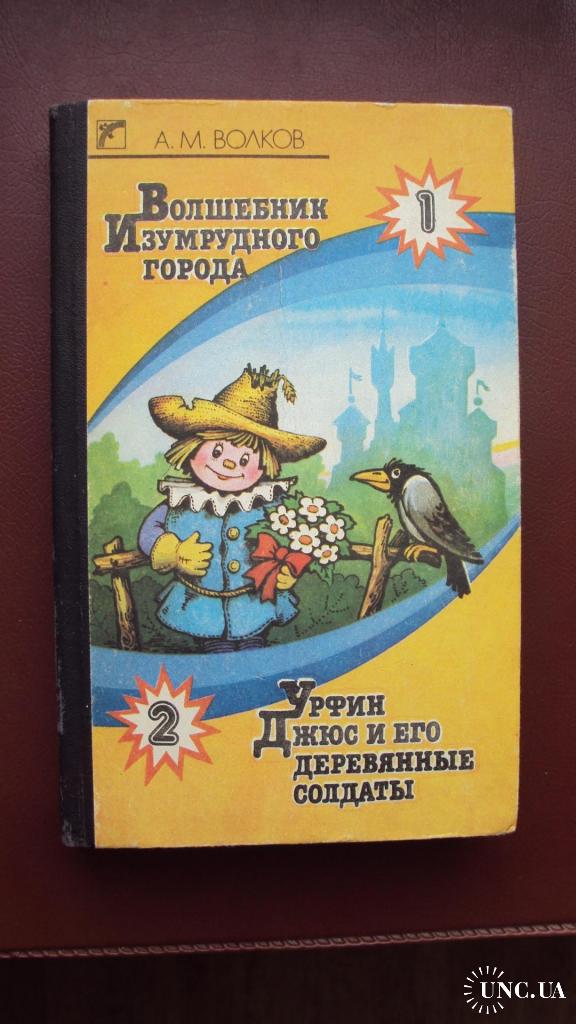 А. М. ВОЛКОВ
ВОЛШЕБНИК
ИЗУМРУДНОГО
ГОРОДА
1
2
УРФИН
ДЖЮС И ЕГО
ДЕРЕВЯННЫЕ
СОЛДАТЫ
UNC.UA